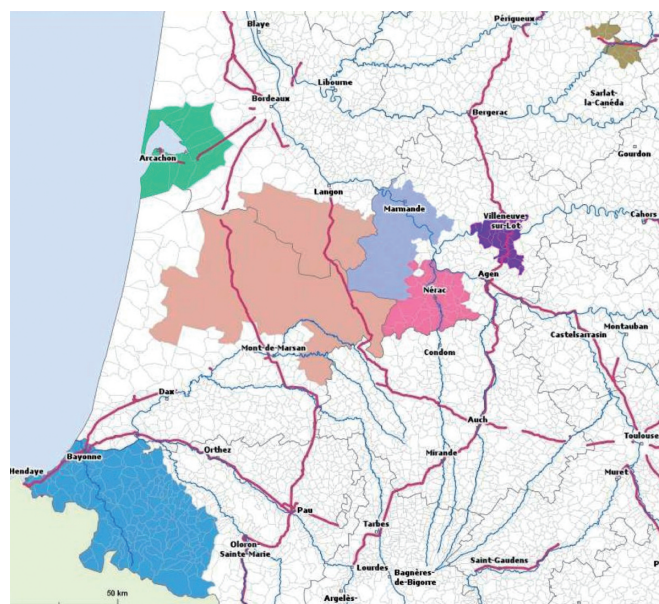 Périgueux
Blaye
Libourne
Sarlat-
la-Canéda
Bordeaux
Bergerac
Gourdon
Arcachon
Langon
Marmande
Villeneuve-
sur-Lot
Cahors
Agen
Nérac
Montauban
Castelsarrasin
Mont-de-Marsan
Condom
Dax
Auch
Toulouse
Orthez
Mirande
Bayonne
Hendaye
Muret
Pau
Tarbes
Oloron-
Sainte-Marie
Saint-Gaudens
Lourdes
Bagnères-
de-Bigorre
50 km
Argelès-
P